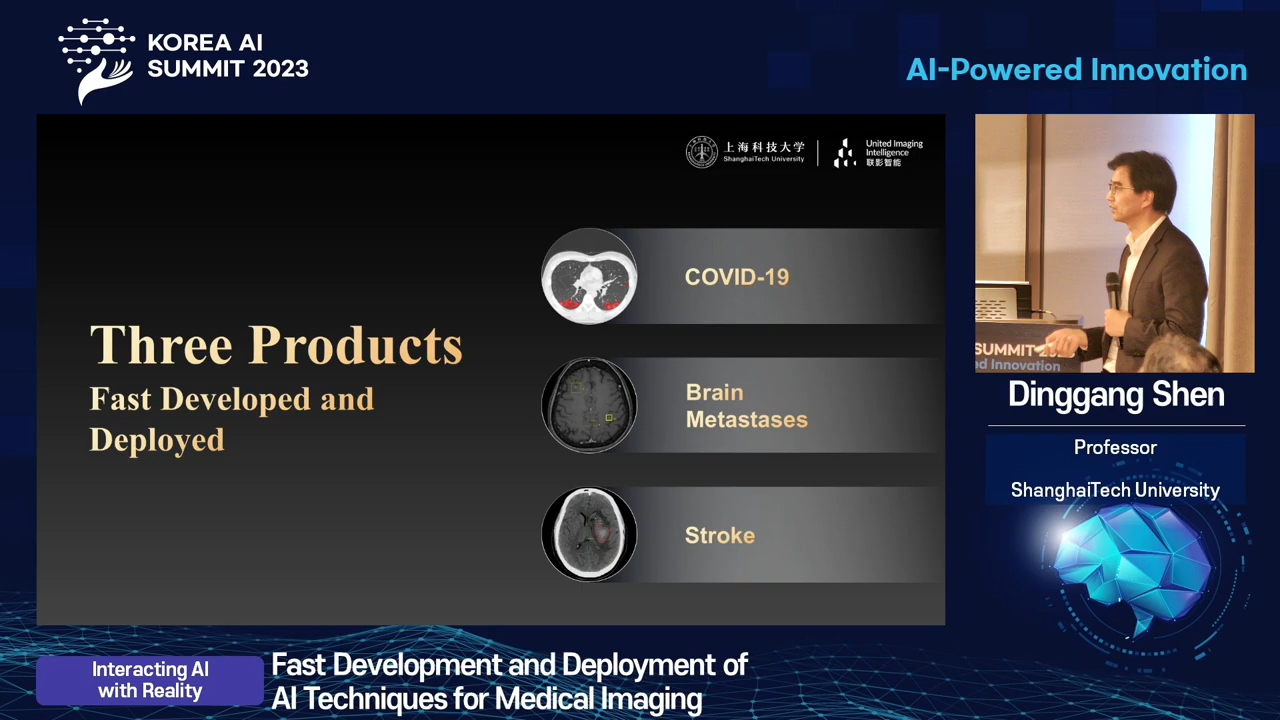 KOREA AI
SUMMIT 2023
AI-Powered Innovation
上海科技大学
ShanghaiTech University
United Imaging
Intelligence
联影智能
Three Products
Fast Developed and
Deployed
COVID-19
Brain
Metastases
Stroke
SUMMIT 2023
ed Innovation
Dinggang Shen
Professor
ShanghaiTech University
Interacting AI
with Reality
Fast Development and Deployment of
AI Techniques for Medical Imaging